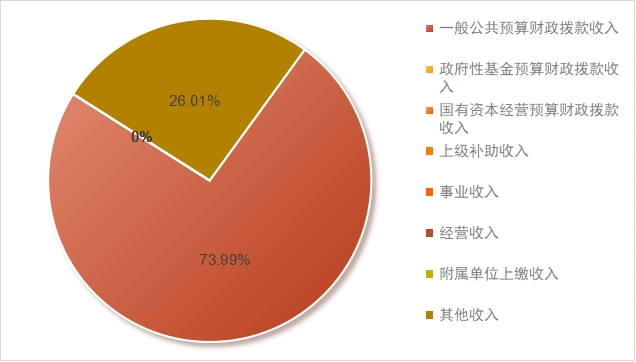 26.01%
0%
73.99%
一般公共预算财政拨款收入
政府性基金预算财政拨款收
入
国有资本经营预算财政拨款
收入
上级补助收入
事业收入
经营收入
附属单位上缴收入
其他收入